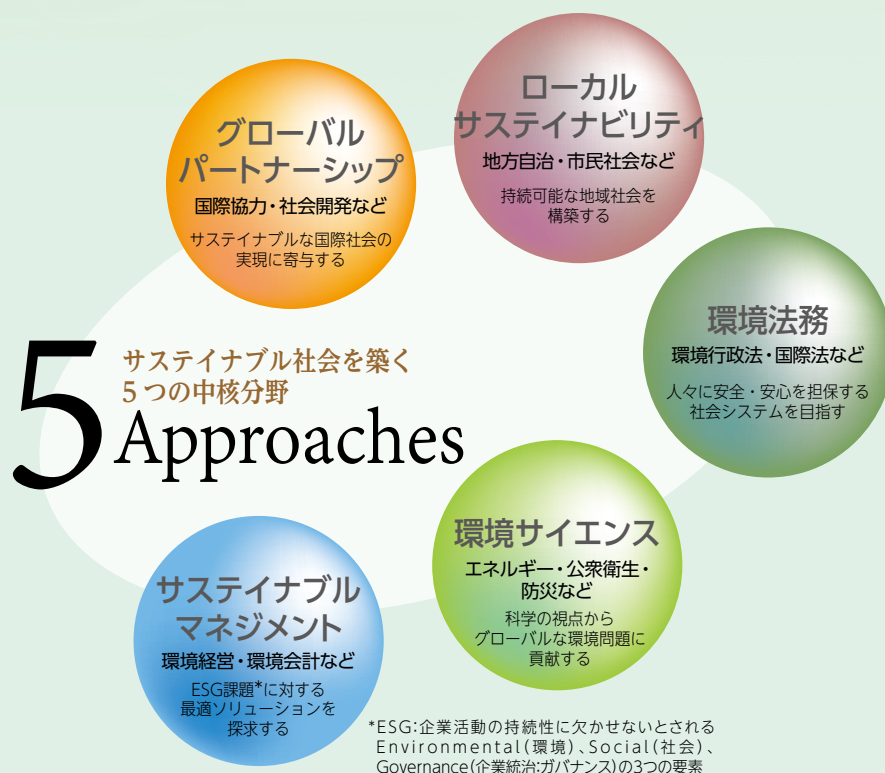 グローバル
パートナーシップ
国際協力・社会開発など
サステイナブルな国際社会の
実現に寄与する
ローカル
サステイナビリティ
地方自治・市民社会など
持続可能な地域社会を
構築する
環境法務
環境行政法・国際法など
人々に安全・安心を担保する
社会システムを目指す
サステイナブル社会を築く
5つの中核分野
5 Approaches
環境サイエンス
エネルギー・公衆衛生・
防災など
科学の視点から
グローバルな環境問題に
貢献する
サステイナブル
マネジメント
環境経営・環境会計など
ESG課題*に対する
最適ソリューションを
探求する
*ESG:企業活動の持続性に欠かせないとされる
Environmental(環境)、Social(社会)、
Governance(企業統治:ガバナンス)の3つの要素